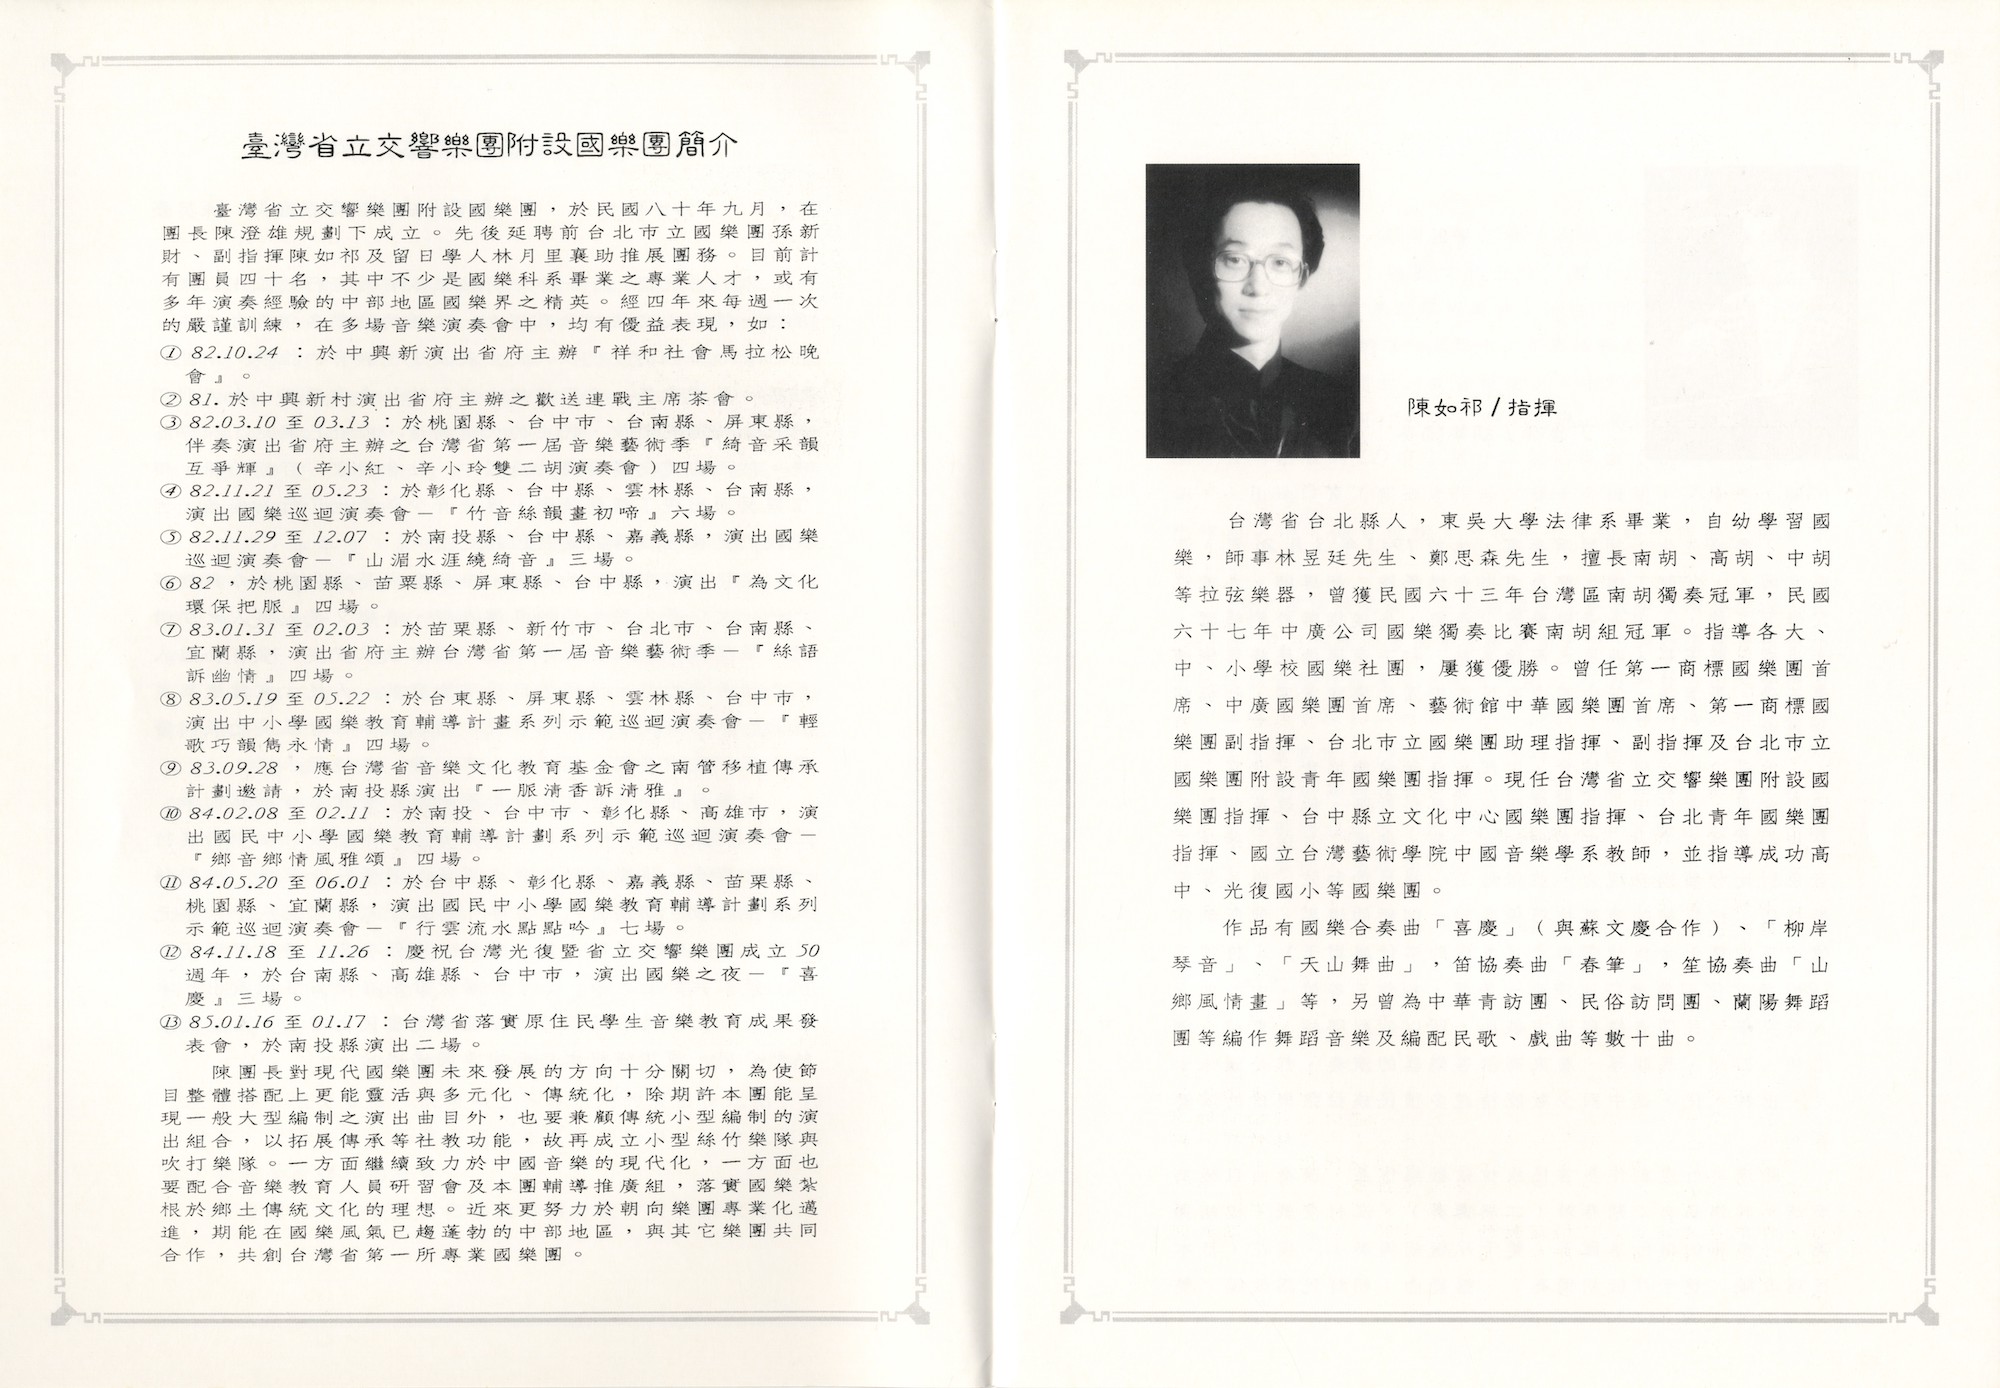 臺灣省立交響樂團附設國樂團簡介
臺灣省立交響樂團附設國樂團，於民國八十年九月，在
團長陳澄雄規劃下成立。先後延聘前台北市立國樂團孫新
財、副指揮陳如祁及留日學人林月里襄助推展團務。目前計
有團員四十名，其中不少是國樂科系畢業之專業人才，或有
多年演奏經驗的中部地區國樂界之精英。經四年來每週一次
的嚴謹訓練，在多場音樂演奏會中，均有優益表現，如：
① 82.10.24 ：於中興新演出省府主辦『祥和社會馬拉松晚
會』。
② 81. 於中興新村演出省府主辦之歡送連戰主席茶會。
③ 82.03.10 至 03.13 ：於桃園縣、台中市、台南縣、屏東縣，
伴奏演出省府主辦之台灣省第一屆音樂藝術季『綺音采韻
互爭輝』（辛小紅、辛小玲雙二胡演奏會）四場。
④ 82.11.21 至 05.23 ：於彰化縣、台中縣、雲林縣、台南縣，
演出國樂巡迴演奏會－『竹音絲韻畫初啼』六場。
⑤ 82.11.29 至 12.07 ：於南投縣、台中縣、嘉義縣，演出國樂
巡迴演奏會－『山湄水涯繞綺音』三場。
⑥ 82 ，於桃園縣、苗栗縣、屏東縣、台中縣，演出『為文化
環保把脈』四場。
⑦ 83.01.31 至 02.03 ：於苗栗縣、新竹市、台北市、台南縣、
宜蘭縣，演出省府主辦台灣省第一屆音樂藝術季－『絲語
訴幽情』四場。
⑧ 83.05.19 至 05.22 ：於台東縣、屏東縣、雲林縣、台中市，
演出中小學國樂教育輔導計畫系列示範巡迴演奏會－『輕
歌巧韻雋永情』四場。
⑨ 83.09.28 ，應台灣省音樂文化教育基金會之南管移植傳承
計劃邀請，於南投縣演出『一脈清香訴清雅』。
⑩ 84.02.08 至 02.11 ：於南投、台中市、彰化縣、高雄市，演
出國民中小學國樂教育輔導計劃系列示範巡迴演奏會－
『鄉音鄉情風雅頌』四場。
⑪ 84.05.20 至 06.01 ：於台中縣、彰化縣、嘉義縣、苗栗縣、
桃園縣、宜蘭縣，演出國民中小學國樂教育輔導計劃系列
示範巡迴演奏會－『行雲流水點點吟』七場。
⑫ 84.11.18 至 11.26 ：慶祝台灣光復暨省立交響樂團成立 50
週年，於台南縣、高雄縣、台中市，演出國樂之夜－『喜
慶』三場。
⑬ 85.01.16 至 01.17 ：台灣省落實原住民學生音樂教育成果發
表會，於南投縣演出二場。
陳團長對現代國樂團未來發展的方向十分關切，為使節
目整體搭配上更能靈活與多元化、傳統化，除期許本團能呈
現一般大型編制之演出曲目外，也要兼顧傳統小型編制的演
出組合，以拓展傳承等社教功能，故再成立小型絲竹樂隊與
吹打樂隊。一方面繼續致力於中國音樂的現代化，一方面也
要配合音樂教育人員研習會及本團輔導推廣組，落實國樂紮
根於鄉土傳統文化的理想。近來更努力於朝向樂團專業化邁
進，期能在國樂風氣已趨蓬勃的中部地區，與其它樂團共同
合作，共創台灣省第一所專業國樂團。
陳如祁 / 指揮
台灣省台北縣人，東吳大學法律系畢業，自幼學習國
樂，師事林昱廷先生、鄭思森先生，擅長南胡、高胡、中胡
等拉弦樂器，曾獲民國六十三年台灣區南胡獨奏冠軍，民國
六十七年中廣公司國樂獨奏比賽南胡組冠軍。指導各大、
中、小學校國樂社團，屢獲優勝。曾任第一商標國樂團首
席、中廣國樂團首席、藝術館中華國樂團首席、第一商標國
樂團副指揮、台北市立國樂團助理指揮、副指揮及台北市立
國樂團附設青年國樂團指揮。現任台灣省立交響樂團附設國
樂團指揮、台中縣立文化中心國樂團指揮、台北青年國樂團
指揮、國立台灣藝術學院中國音樂學系教師，並指導成功高
中、光復國小等國樂團。
作品有國樂合奏曲「喜慶」（與蘇文慶合作）、「柳岸
琴音」、「天山舞曲」，笛協奏曲「春筆」，笙協奏曲「山
鄉風情畫」等，另曾為中華青訪團、民俗訪問團、蘭陽舞蹈
團等編作舞蹈音樂及編配民歌、戲曲等數十曲。